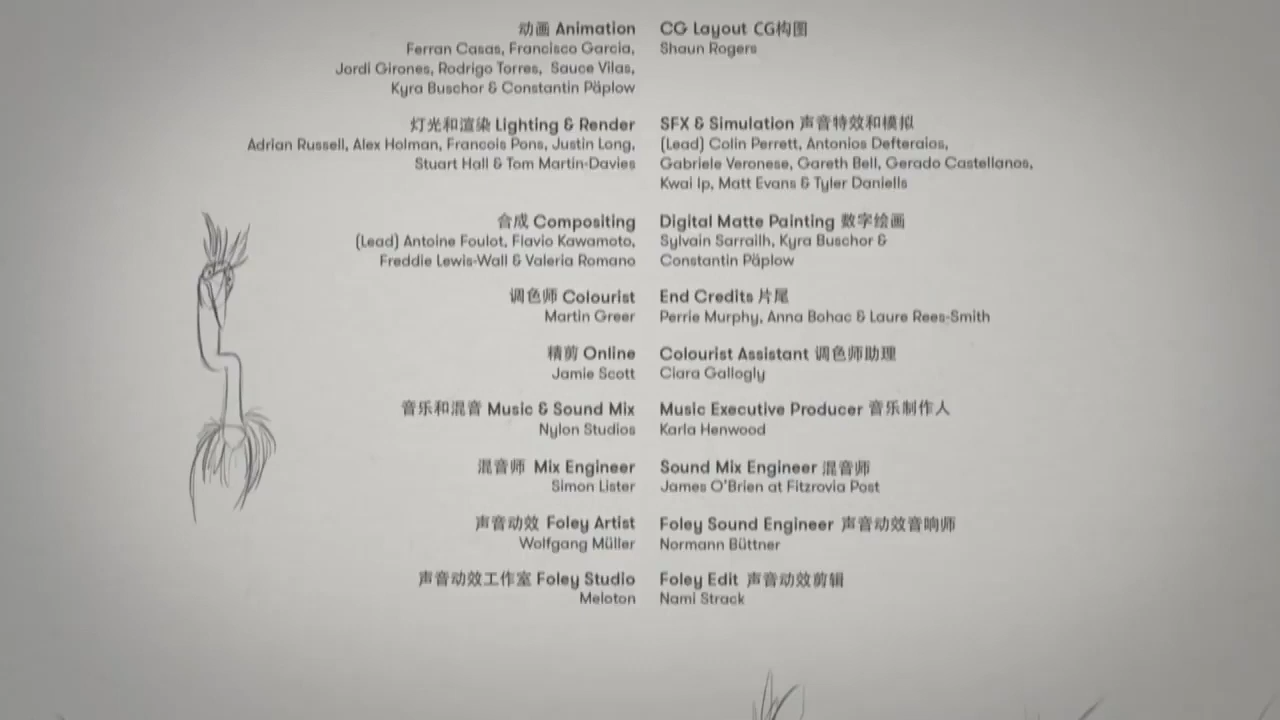 动画 Animation
Ferran Casas, Francisco Garcia,
Jordi Girones, Rodrigo Torres, Sauce Vilas,
Kyra Buschor & Constantin Päplow
CG Layout CG构图
Shaun Rogers
灯光和渲染 Lighting & Render
Adrian Russell, Alex Holman, Francois Pons, Justin Long,
Stuart Hall & Tom Martin-Davies
SFX & Simulation 声音特效和模拟
(Lead) Colin Perrett, Antonios Defteraios,
Gabriele Veronese, Gareth Bell, Gerado Castellanos,
Kwai Ip, Matt Evans & Tyler Daniells
合成 Compositing
(Lead) Antoine Foulot, Flavio Kawamoto,
Freddie Lewis-Wall & Valeria Romano
Digital Matte Painting 数字绘画
Sylvain Sarrailh, Kyra Buschor &
Constantin Päplow
调色师 Colourist
Martin Greer
End Credits 片尾
Perrie Murphy, Anna Bohac & Laure Rees-Smith
精剪 Online
Jamie Scott
Colourist Assistant 调色师助理
Ciara Gallogly
音乐和混音 Music & Sound Mix
Nylon Studios
Music Executive Producer 音乐制作人
Karla Henwood
混音师 Mix Engineer
Simon Lister
Sound Mix Engineer 混音师
James O'Brien at Fitzrovia Post
声音动效 Foley Artist
Wolfgang Müller
Foley Sound Engineer 声音动效音响师
Normann Büttner
声音动效工作室 Foley Studio
Meloton
Foley Edit 声音动效剪辑
Nami Strack